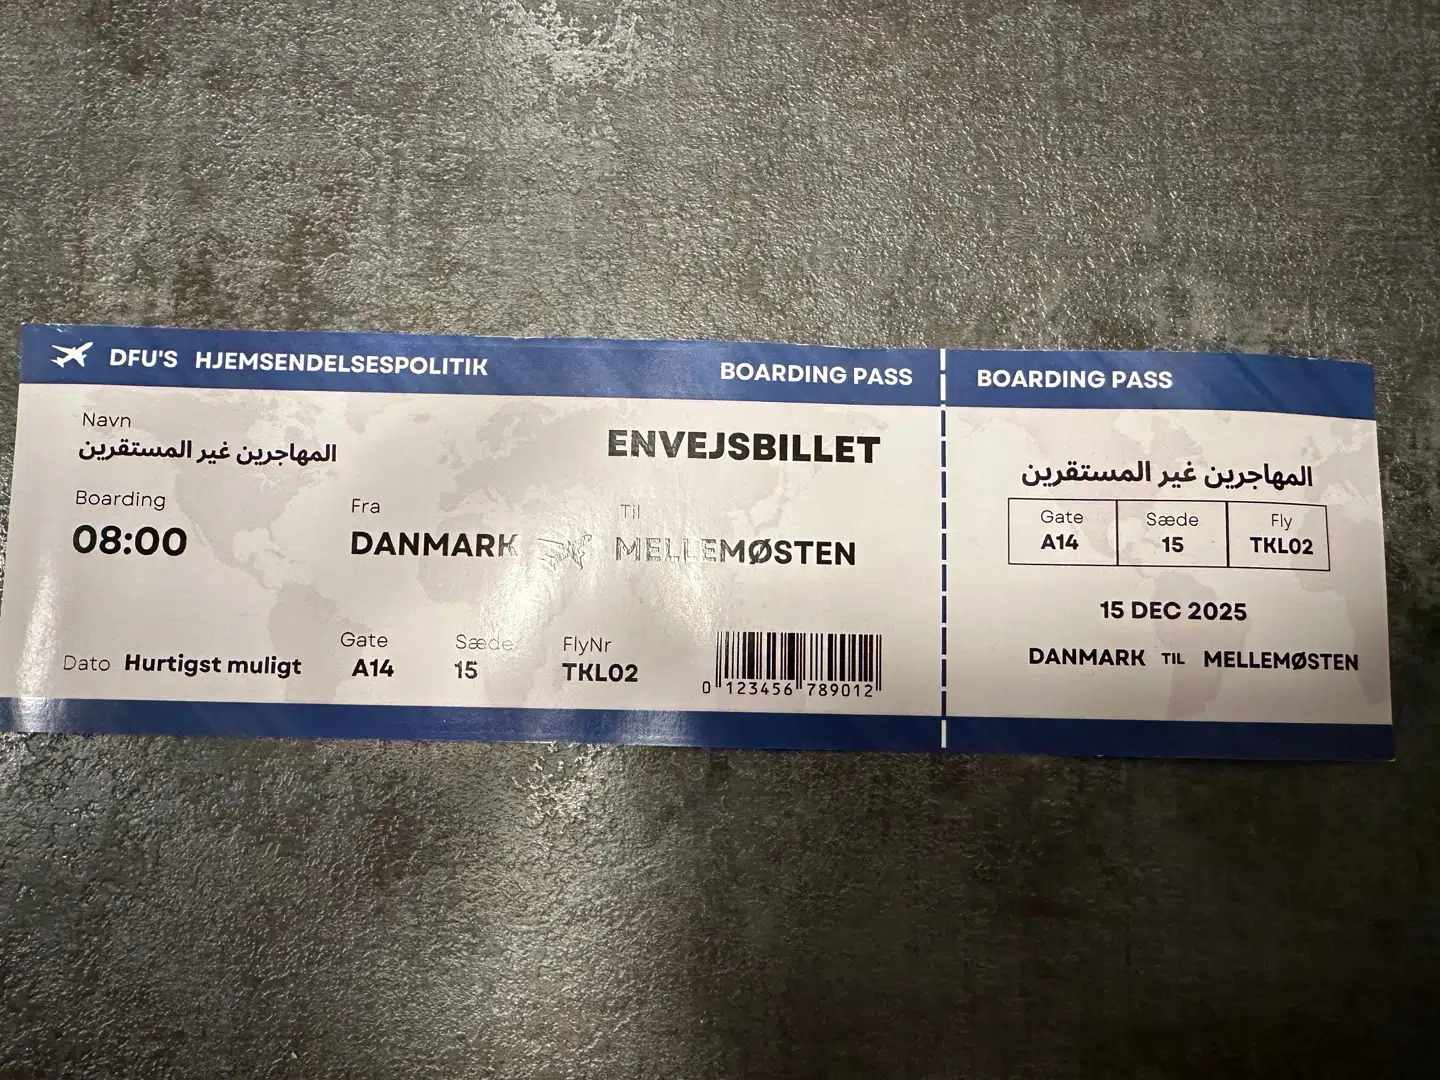 DFU'S HJEMSENDELSESPOLITIK
BOARDING PASS
Navn
المهاجرين غير المستقرين
ENVEJSBILLET
Boarding
08:00
Fra
DANMARK
Til
MELLEMØSTEN
Dato Hurtigst muligt
Gate
A14
Sæde
15
FlyNr
TKL02
0 123456 789012
BOARDING PASS
المهاجرين غير المستقرين
Gate
A14
Sæde
15
Fly
TKL02
15 DEC 2025
DANMARK TIL MELLEMØSTEN